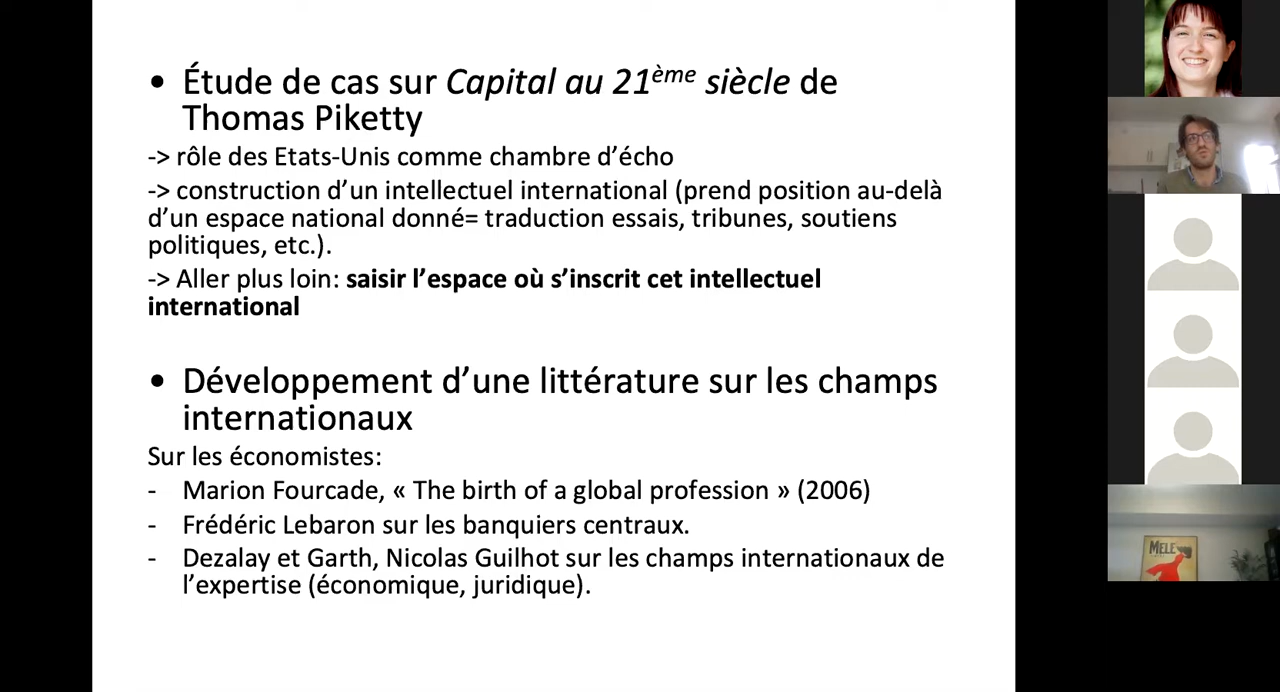 • Étude de cas sur Capital au 21ème siècle de
Thomas Piketty
-> rôle des Etats-Unis comme chambre d’écho
-> construction d’un intellectuel international (prend position au-delà
d’un espace national donné= traduction essais, tribunes, soutiens
politiques, etc.).
-> Aller plus loin: saisir l’espace où s’inscrit cet intellectuel
international
• Développement d’une littérature sur les champs
internationaux
Sur les économistes:
- Marion Fourcade, « The birth of a global profession » (2006)
- Frédéric Lebaron sur les banquiers centraux.
- Dezalay et Garth, Nicolas Guilhot sur les champs internationaux de
l’expertise (économique, juridique).
MELE